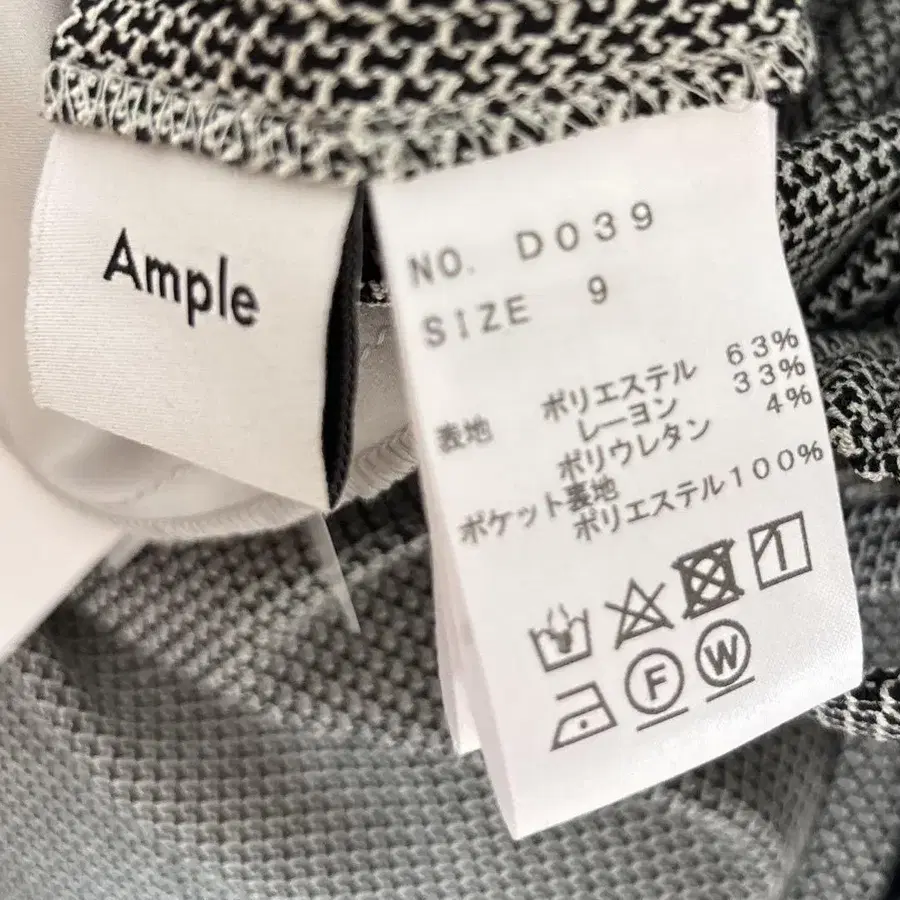 Ample
NO. D039
SIZE 9
表地 ポリエステル 63%
レーヨン 33%
ポリウレタン 4%
ポケット裏地
ポリエステル100%
F W